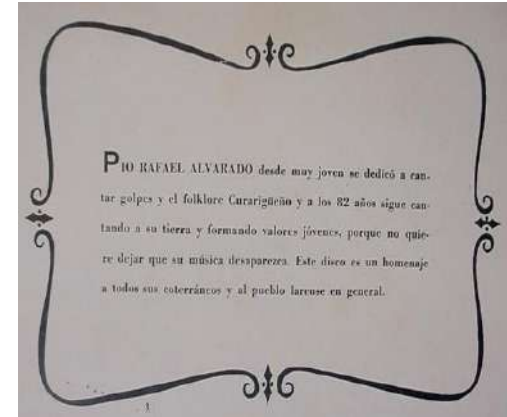 PIO RAFAEL ALVARADO desde muy joven se dedicó a can-
tar golpes y el folklore Curarigüeño y a los 82 años sigue can-
tando a su tierra y formando valores jóvenes, porque no quie-
re dejar que su música desaparezca. Este disco es un homenaje
a todos sus coterráneos y al pueblo larense en general.